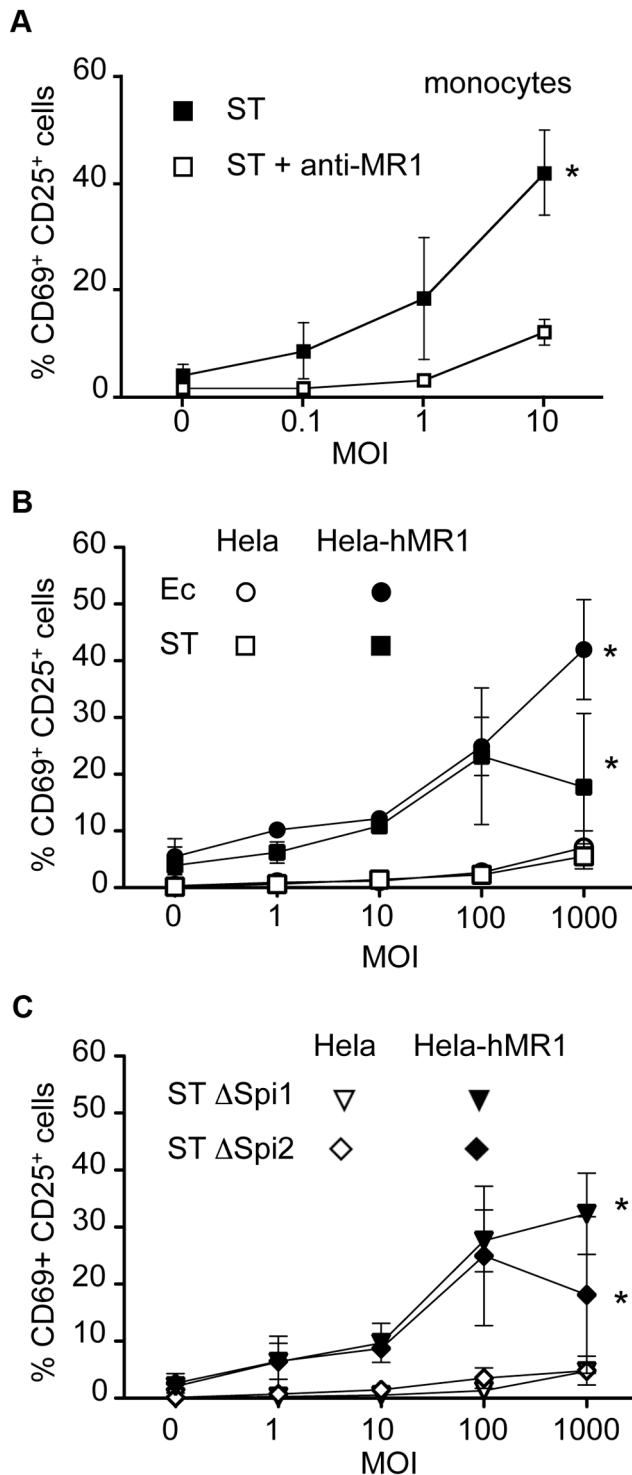 A
% CD69⁺ CD25⁺ cells
60
40
20
0
monocytes
ST
ST + anti-MR1
*
0 0.1 1 10
MOI
B
% CD69⁺ CD25⁺ cells
60
50
40
30
20
10
0
Hela Hela-hMR1
Ec
ST
*
*
0 1 10 100 1000
MOI
C
% CD69+ CD25⁺ cells
60
50
40
30
20
10
0
Hela Hela-hMR1
ST ΔSpi1
ST ΔSpi2
*
*
0 1 10 100 1000
MOI